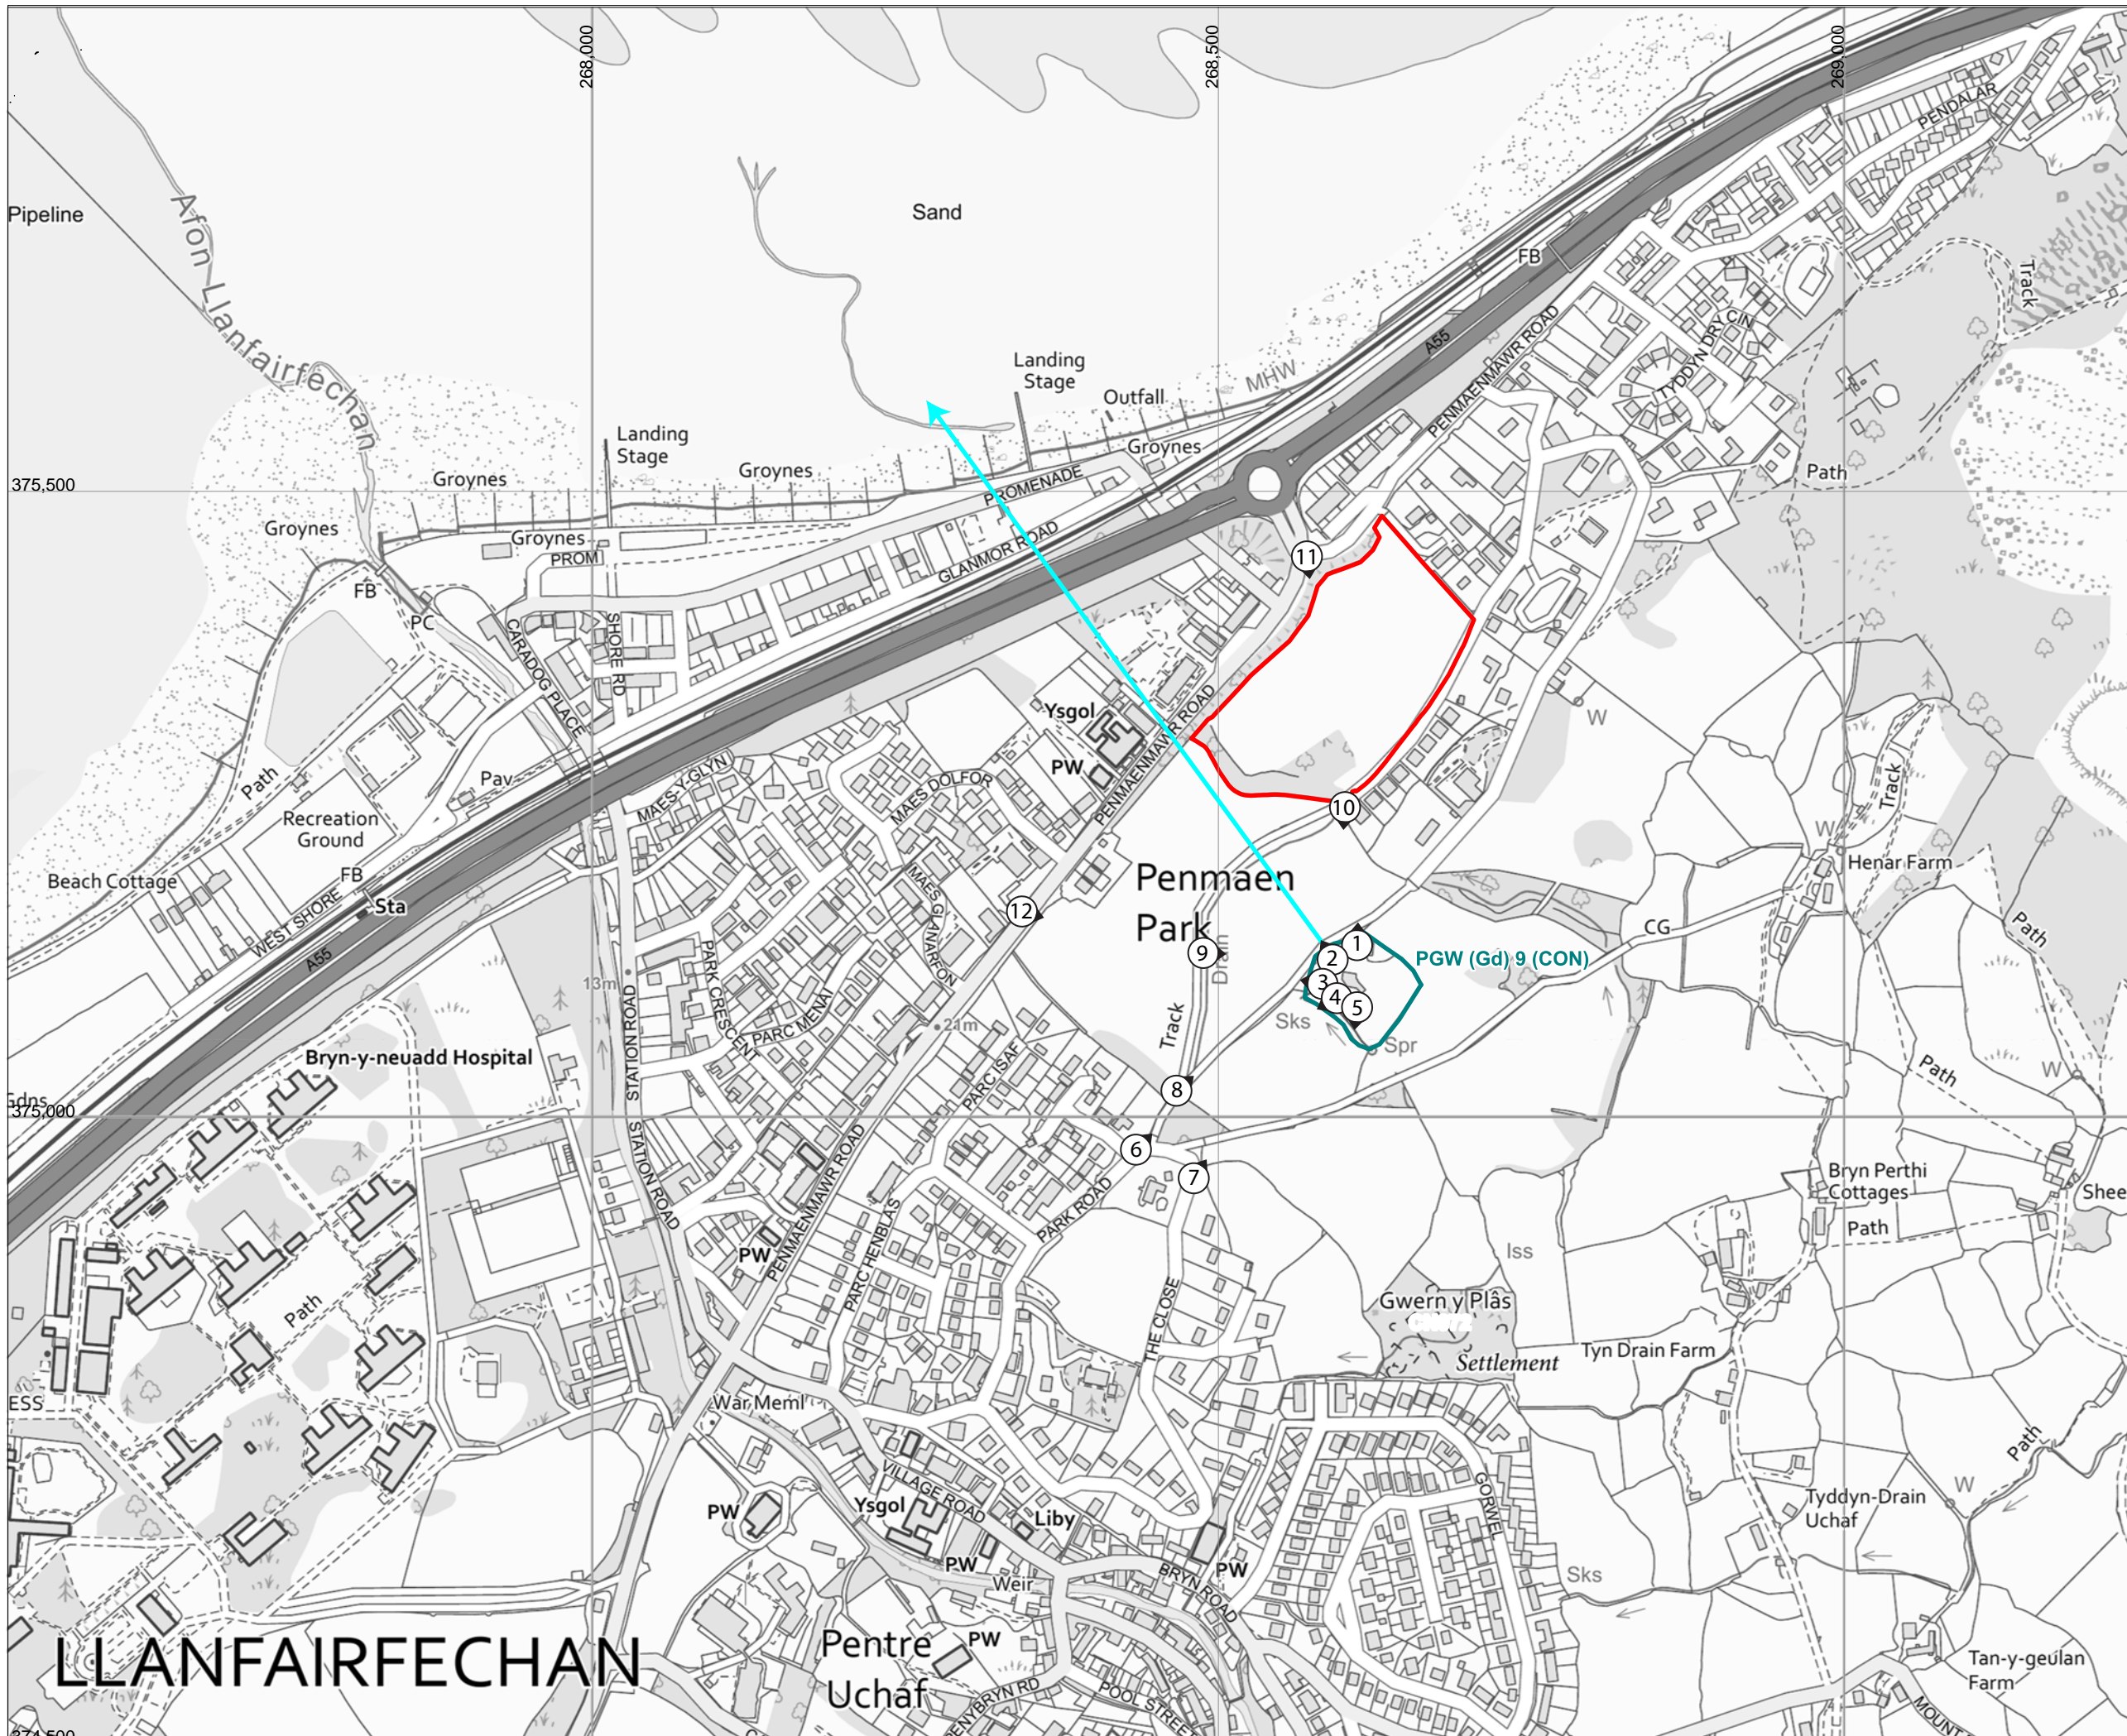 268,000
268,500
269,000
PENDALAR
Pipeline
Afon Llanfairfechan
Sand
FB
Track
A55
PENMAENMAWR ROAD
TYDDYN DRYCIN
Landing
Stage
Outfall
MHW
Landing
Stage
Groynes
Groynes
Groynes
PROMENADE
Path
375,500
Groynes
Groynes
PROM
GLANMOR ROAD
11
FB
PC
CARADOG PLACE
SHORE RD
W
Ysgol
PW
PENMAENMAWR ROAD
Path
Pav
MAES-Y-GLYN
MAES DOLFOR
Track
10
Recreation
Ground
W
Henar Farm
FB
Beach Cottage
Penmaen
Park
WEST SHORE
Sta
MAES GLANARFON
12
CG
Path
A55
PARK CRESCENT
9
Drain
1
2
3
4
5
PGW (Gd) 9 (CON)
13m
STATION ROAD
PARC MENAI
21m
Track
Sks
Spr
Bryn-y-neuadd Hospital
PARC ISAF
Path
W
375,000
8
6
7
STATION ROAD
PENMAENMAWR ROAD
PARK ROAD
Bryn Perthi
Cottages
Shee
PARC HENBLAS
PW
Path
Iss
Path
THE CLOSE
Gwern y Plâs
Settlement
Tyn Drain Farm
ESS
War Meml
Path
VILLAGE ROAD
GORWEL
Ysgol
PW
Liby
W
Tyddyn-Drain
Uchaf
PW
Weir
BRYN ROAD
PW
Sks
LLANFAIRFECHAN
Pentre
Uchaf
PW
PENYBRYN RD
POOL STREET
Tan-y-geulan
Farm
MOUNT
374,500